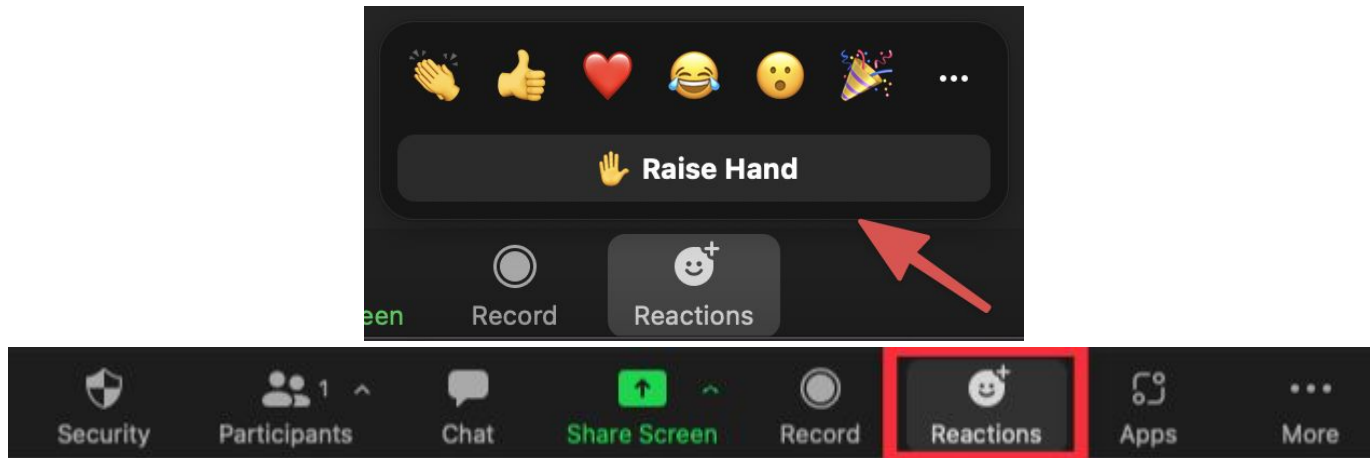 Raise Hand
een Record Reactions
1
Security Participants Chat Share Screen Record Reactions Apps More